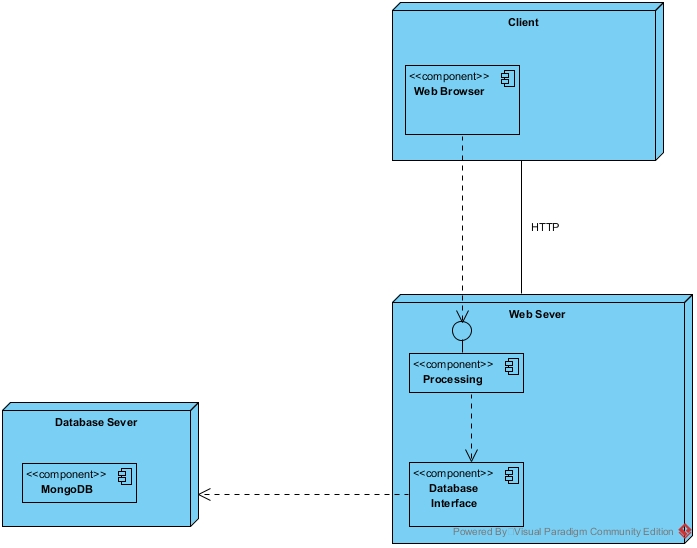 Client
<<component>>
Web Browser
HTTP
Web Sever
<<component>>
Processing
Database Sever
<<component>>
MongoDB
<<component>>
Database
Interface
Powered By Visual Paradigm Community Edition